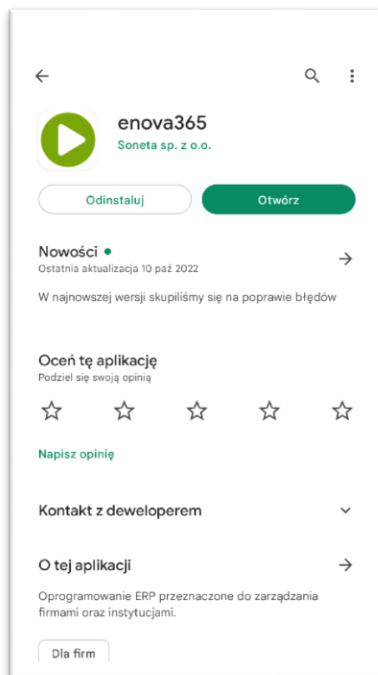 enova365
Soneta sp. z o.o.
Odinstaluj
Otwórz
Nowości
Ostatnia aktualizacja 10 paź 2022
W najnowszej wersji skupiliśmy się na poprawie błędów
Oceń tę aplikację
Podziel się swoją opinią
Napisz opinię
Kontakt z deweloperem
O tej aplikacji
Oprogramowanie ERP przeznaczone do zarządzania
firmami oraz instytucjami.
Dla firm